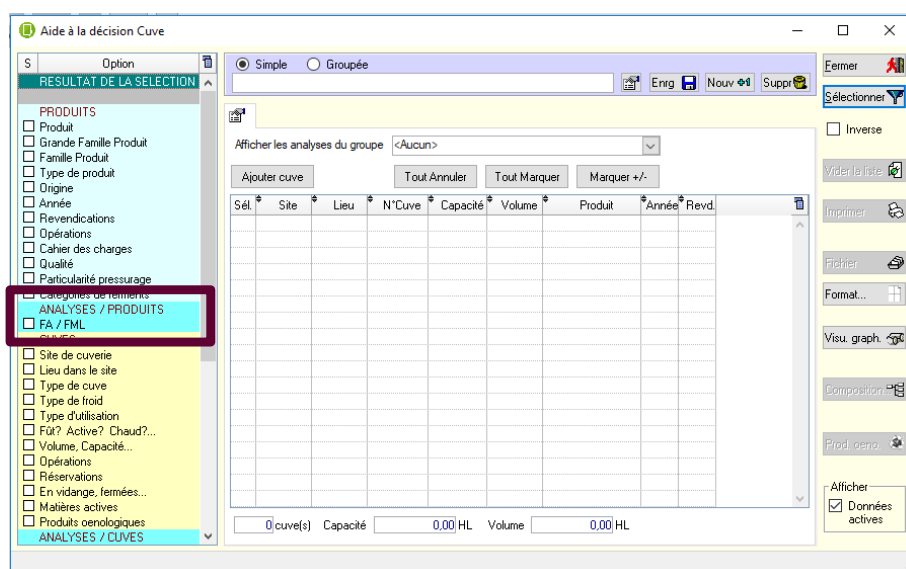 Aide à la décision Cuve
S Option
RESULTAT DE LA SELECTION
PRODUITS
Produit
Grande Famille Produit
Famille Produit
Type de produit
Origine
Année
Revendications
Opérations
Cahier des charges
Qualité
Particularité pressurage
Catégories de ferments
ANALYSES / PRODUITS
FA / FML
CUVES
Site de cuverie
Lieu dans le site
Type de cuve
Type de froid
Type d'utilisation
Fût? Active? Chaud?...
Volume, Capacité...
Opérations
Réservations
En vidange, fermées...
Matières actives
Produits oenologiques
ANALYSES / CUVES
Simple Groupée
Enrg Nouv Suppr
Afficher les analyses du groupe <Aucun>
Ajouter cuve Tout Annuler Tout Marquer Marquer +/-
Sél. Site Lieu N°Cuve Capacité Volume Produit Année Revd.
0 cuve(s) Capacité 0,00 HL Volume 0,00 HL
Fermer
Sélectionner
Inverse
Vider la liste
Imprimer
Fichier
Format...
Visu. graph.
Composition
Prod. oeno.
Afficher
Données
actives